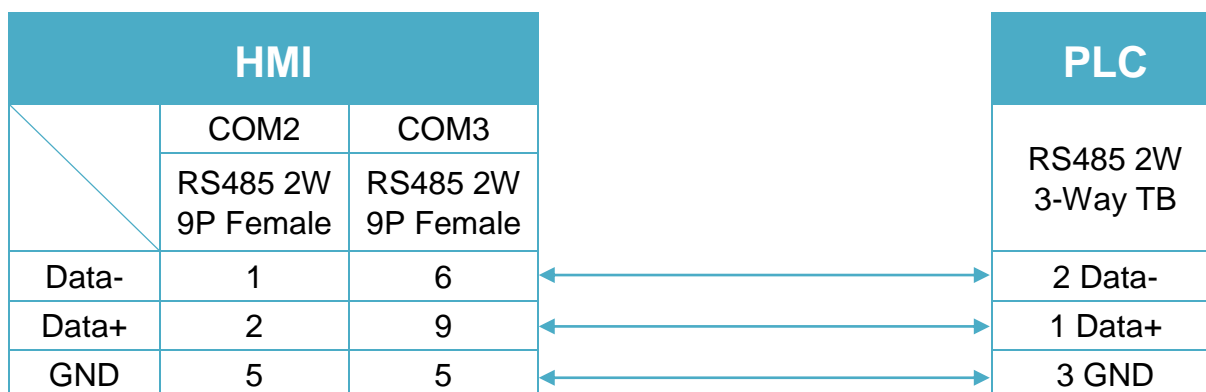 HMI PLC
COM2 COM3
RS485 2W RS485 2W RS485 2W
9P Female 9P Female 3-Way TB
Data- 1 6 2 Data-
Data+ 2 9 1 Data+
GND 5 5 3 GND